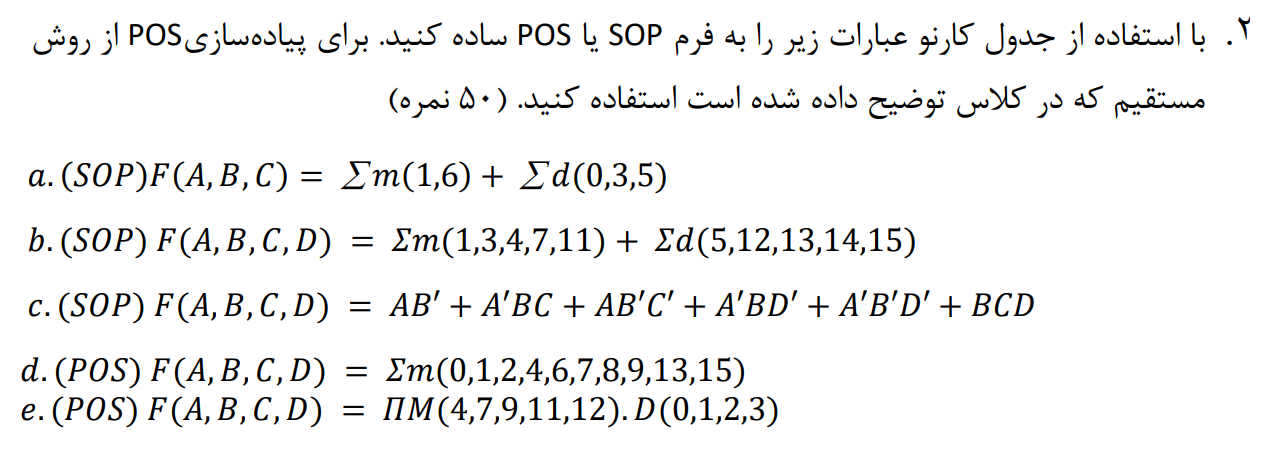 ۲. با استفاده از جدول کارنو عبارات زیر را به فرم SOP یا POS ساده کنید. برای پیاده‌سازی POS از روش
مستقیم که در کلاس توضیح داده شده است استفاده کنید. (۵۰ نمره)
a. (SOP)F(A, B, C) = ∑m(1,6) + ∑d(0,3,5)
b. (SOP) F(A, B, C, D) = Σm(1,3,4,7,11) + Σd(5,12,13,14,15)
c. (SOP) F(A, B, C, D) = AB′ + A′BC + AB′C′ + A′BD′ + A′B′D′ + BCD
d. (POS) F(A, B, C, D) = Σm(0,1,2,4,6,7,8,9,13,15)
e. (POS) F(A, B, C, D) = ΠM(4,7,9,11,12). D(0,1,2,3)